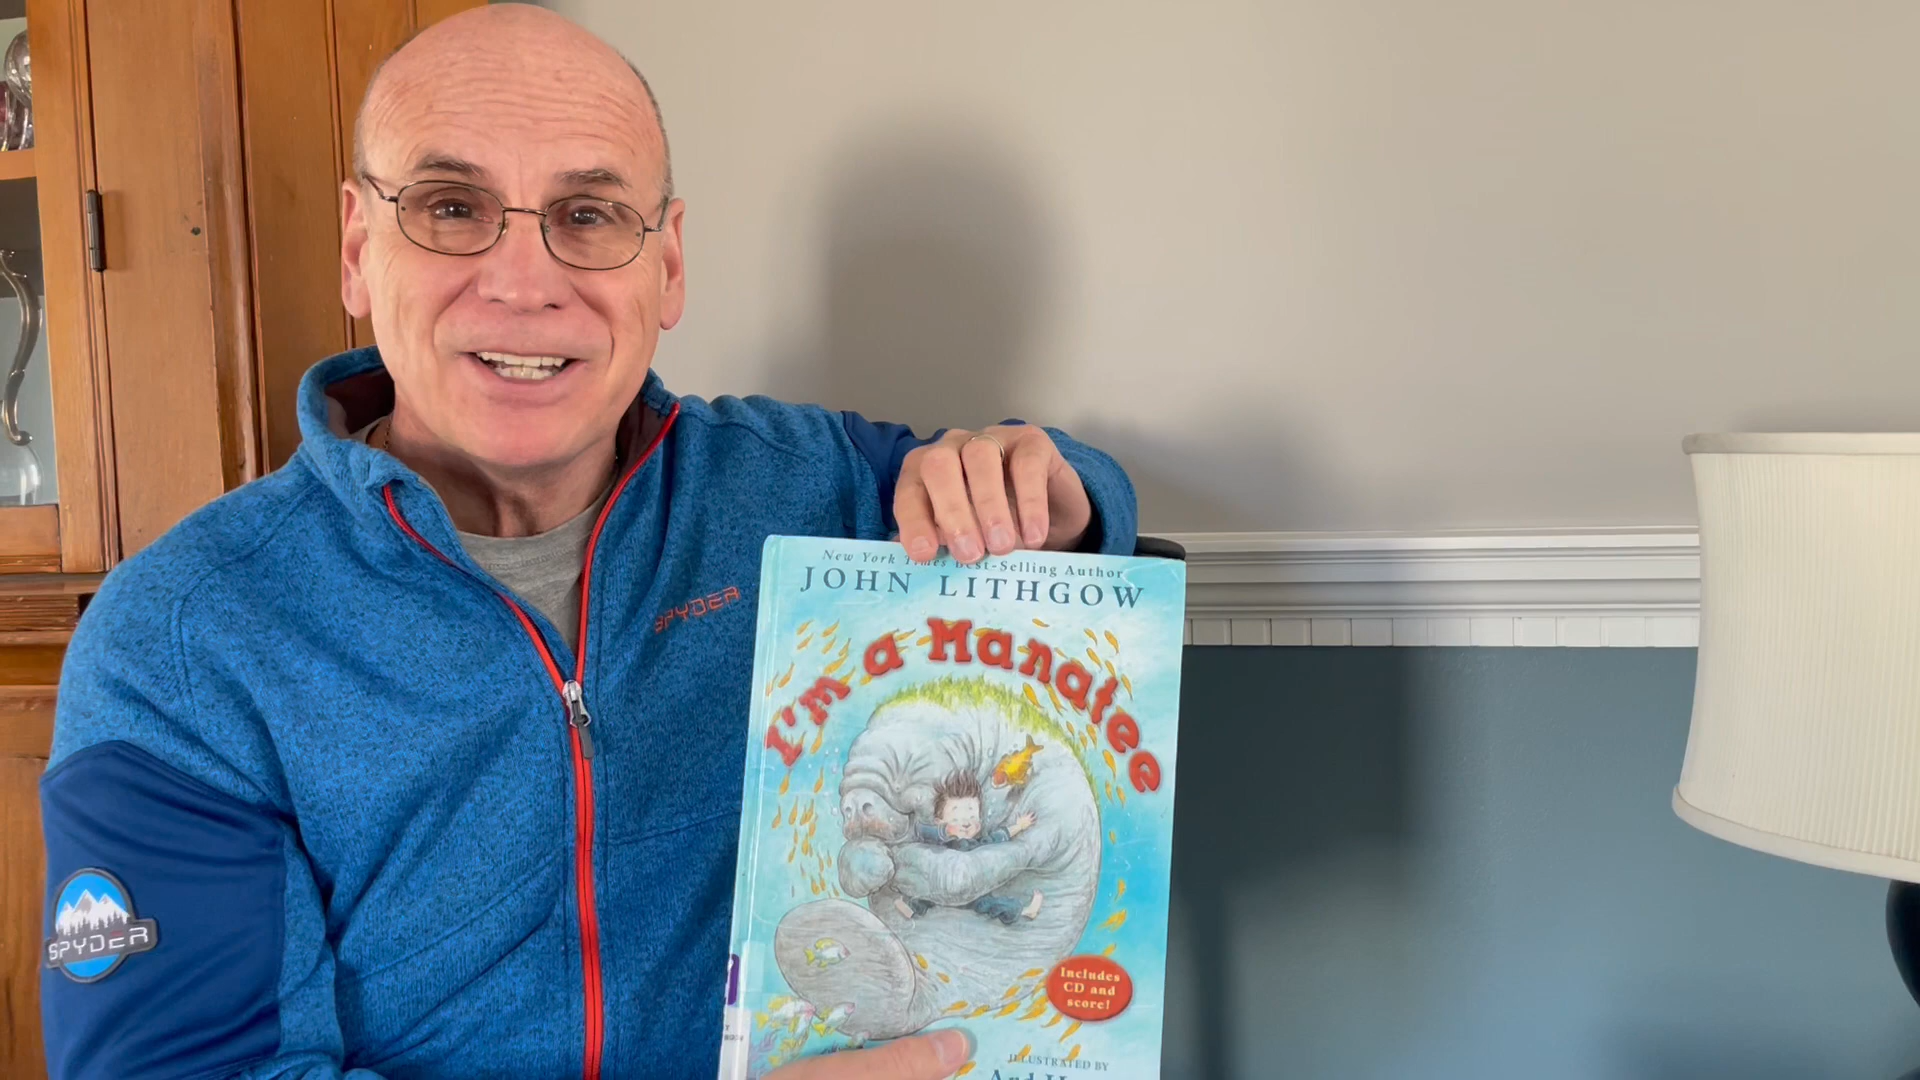 New York Times Best-Selling Author
JOHN LITHGOW
I'm a Manatee
Includes
CD and
score!
ILLUSTRATED BY
SPYDER
SPYDER